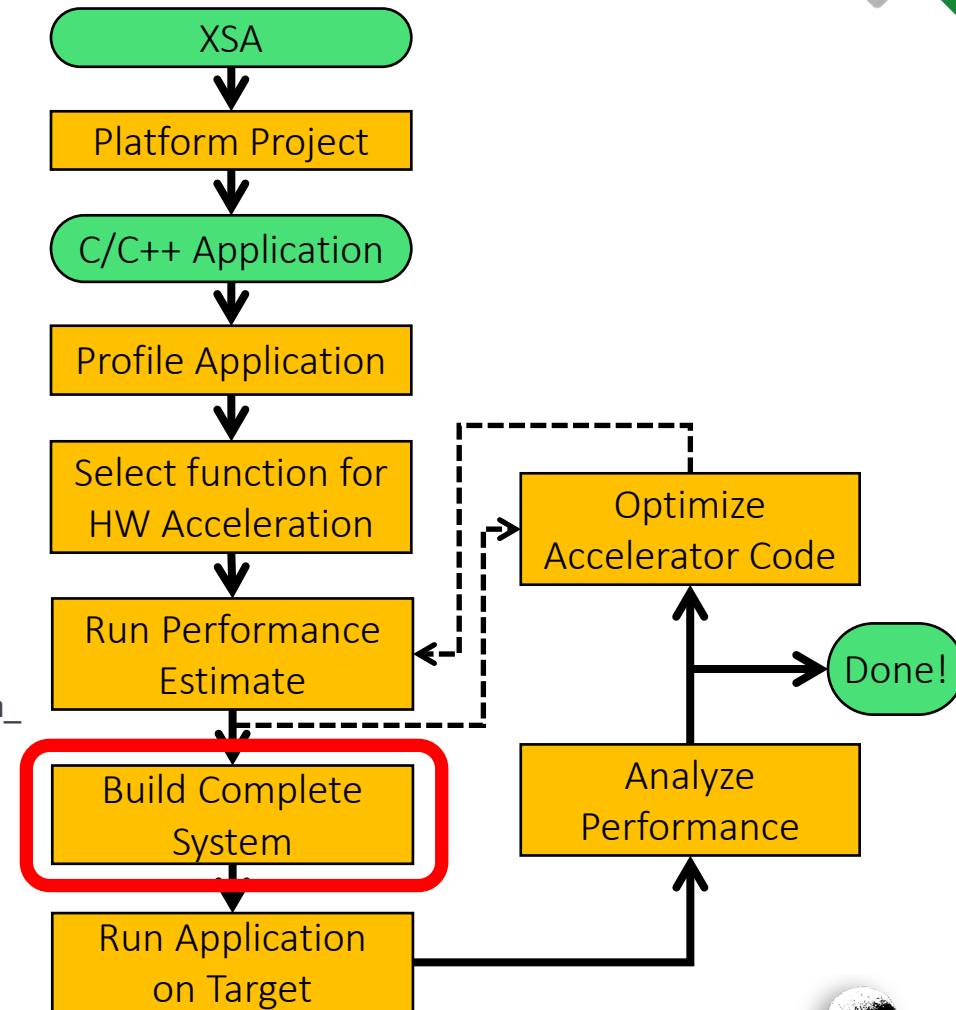 XSA
Platform Project
C/C++ Application
Profile Application
Select function for
HW Acceleration
Run Performance
Estimate
Build Complete
System
Run Application
on Target
Optimize
Accelerator Code
Done!
Analyze
Performance